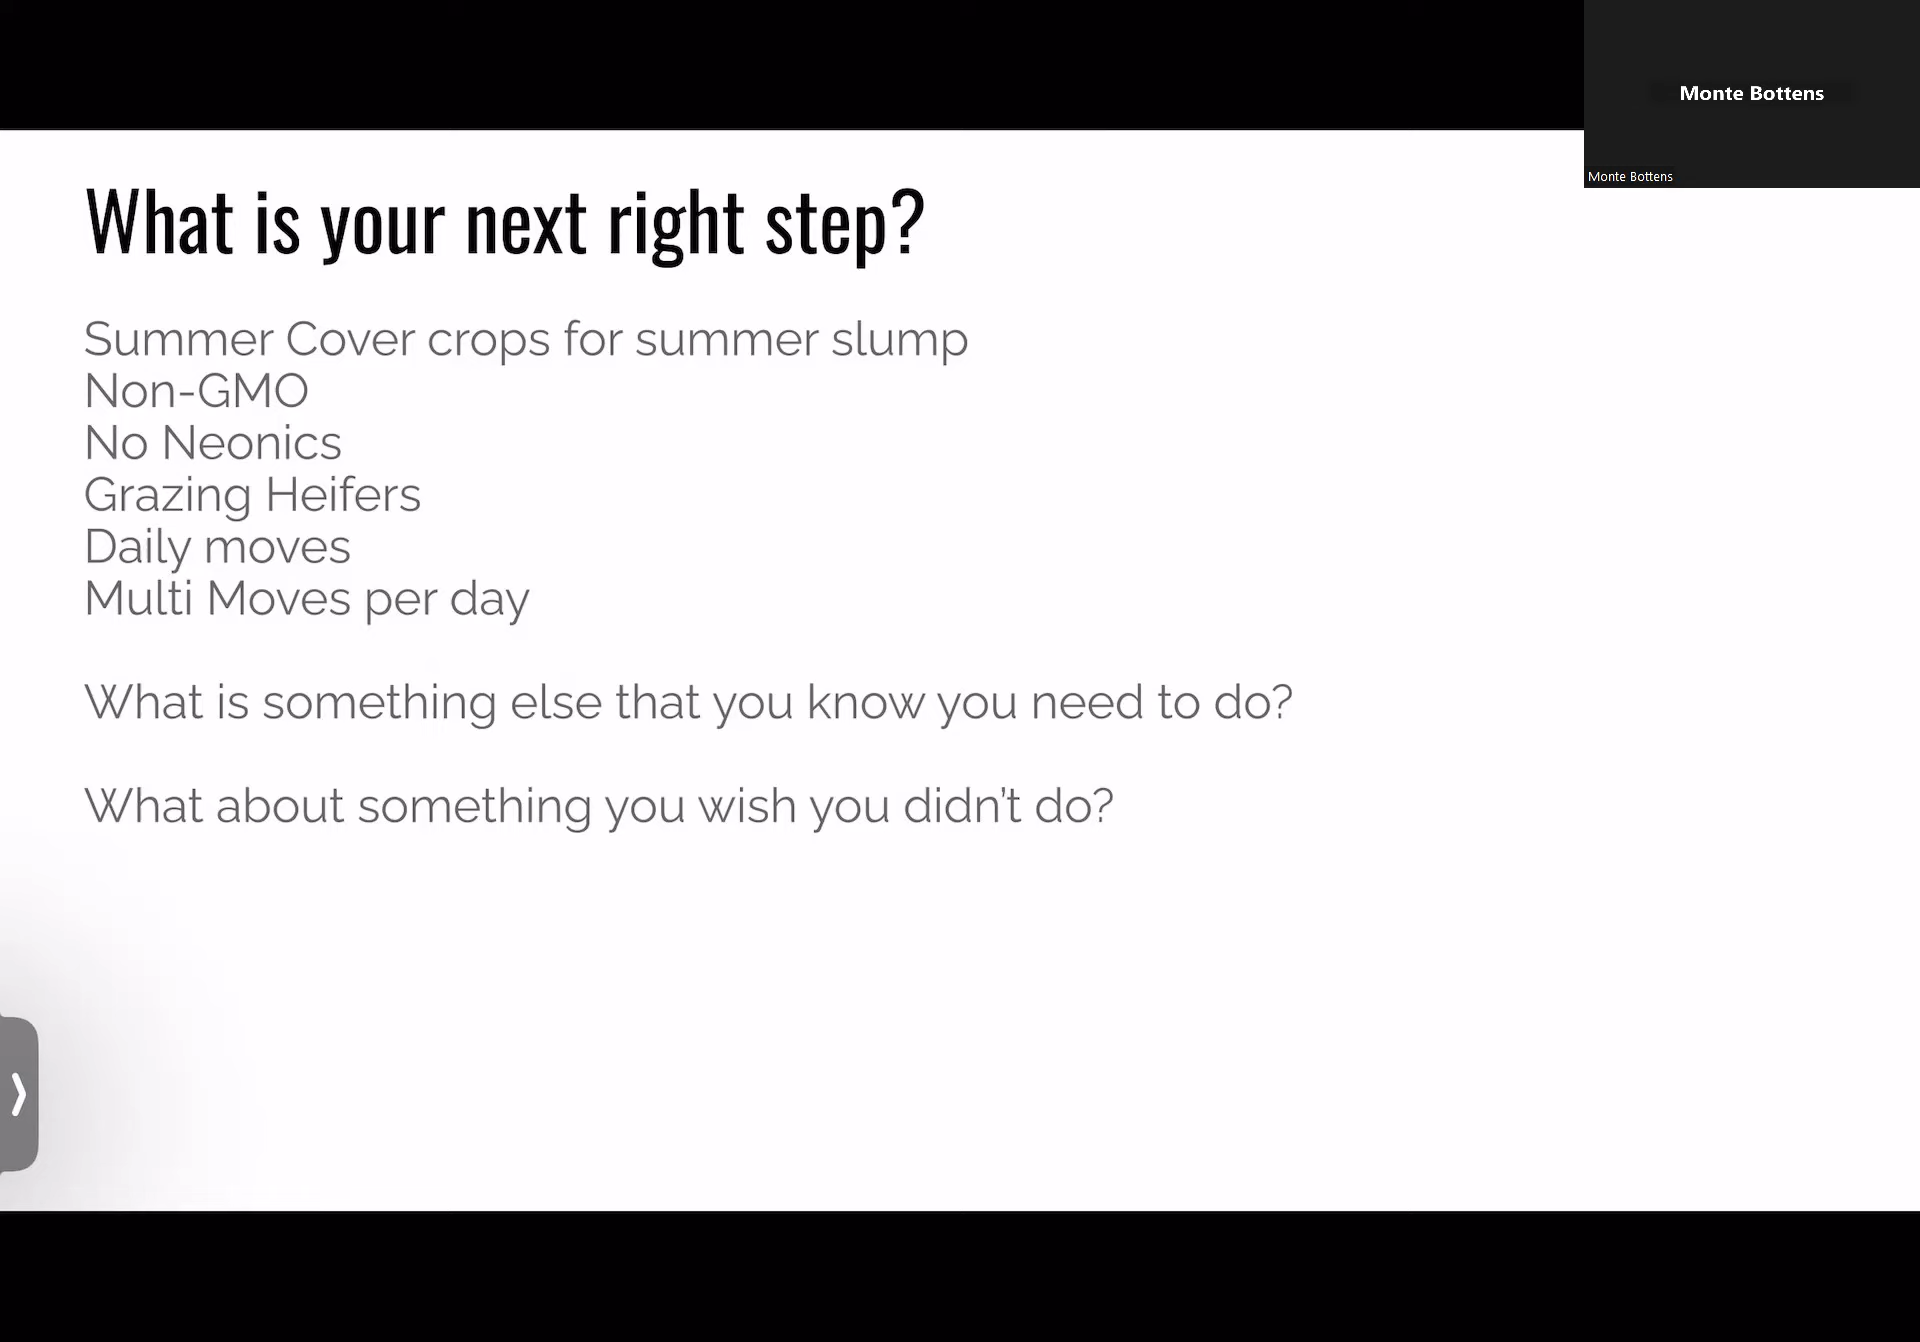 Monte Bottens
Monte Bottens
What is your next right step?
Summer Cover crops for summer slump
Non-GMO
No Neonics
Grazing Heifers
Daily moves
Multi Moves per day
What is something else that you know you need to do?
What about something you wish you didn't do?